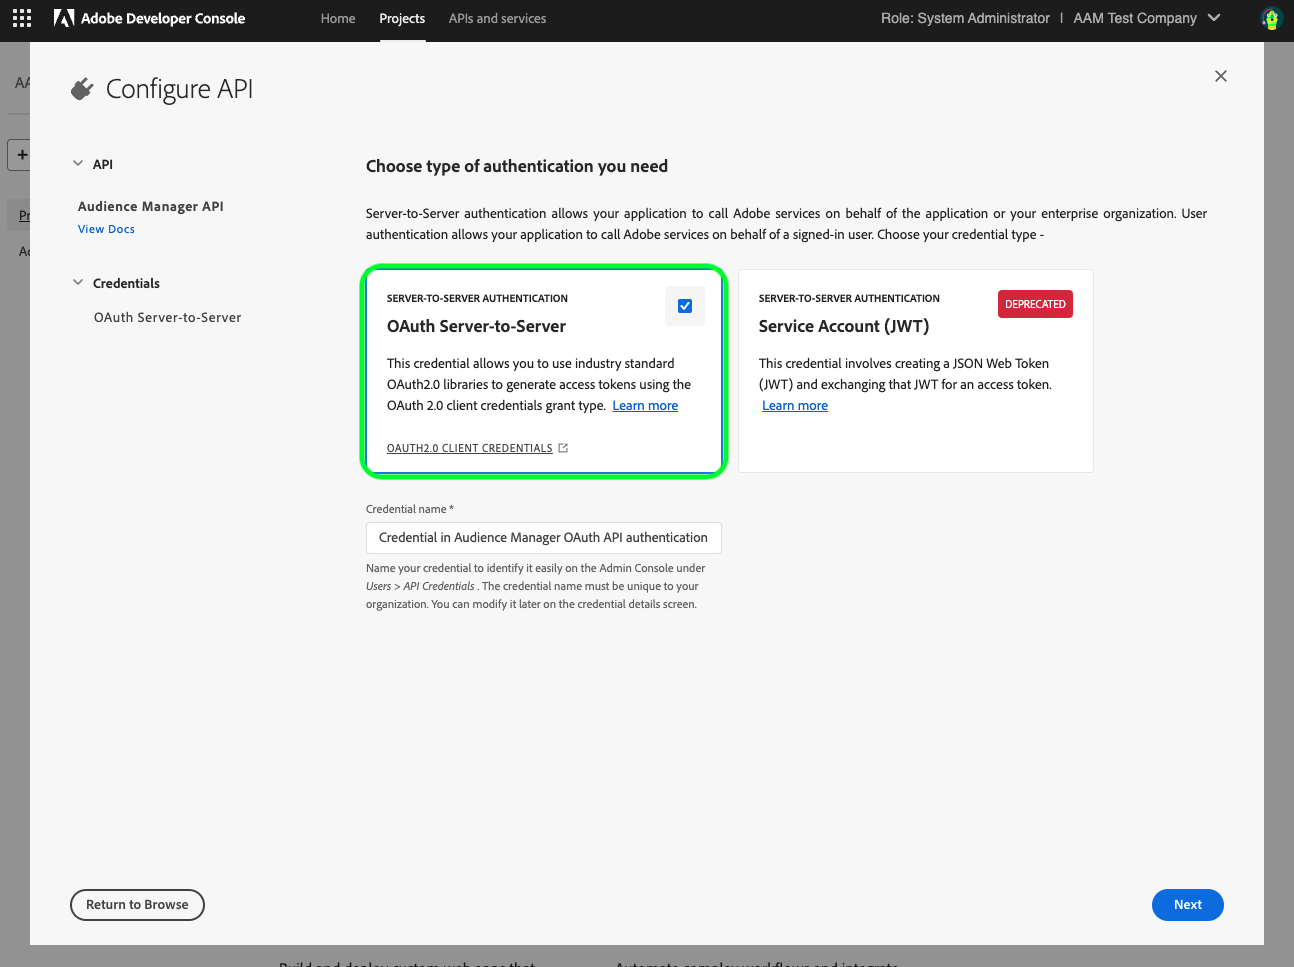 Adobe Developer Console
Home
Projects
APIs and services
Role: System Administrator | AAM Test Company
Configure API
API
Audience Manager API
View Docs
Credentials
OAuth Server-to-Server
Choose type of authentication you need
Server-to-Server authentication allows your application to call Adobe services on behalf of the application or your enterprise organization. User
authentication allows your application to call Adobe services on behalf of a signed-in user. Choose your credential type -
SERVER-TO-SERVER AUTHENTICATION
OAuth Server-to-Server
This credential allows you to use industry standard
OAuth2.0 libraries to generate access tokens using the
OAuth 2.0 client credentials grant type. Learn more
OAUTH2.0 CLIENT CREDENTIALS
SERVER-TO-SERVER AUTHENTICATION
DEPRECATED
Service Account (JWT)
This credential involves creating a JSON Web Token
(JWT) and exchanging that JWT for an access token.
Learn more
Credential name *
Credential in Audience Manager OAuth API authentication
Name your credential to identify it easily on the Admin Console under
Users > API Credentials . The credential name must be unique to your
organization. You can modify it later on the credential details screen.
Return to Browse
Next